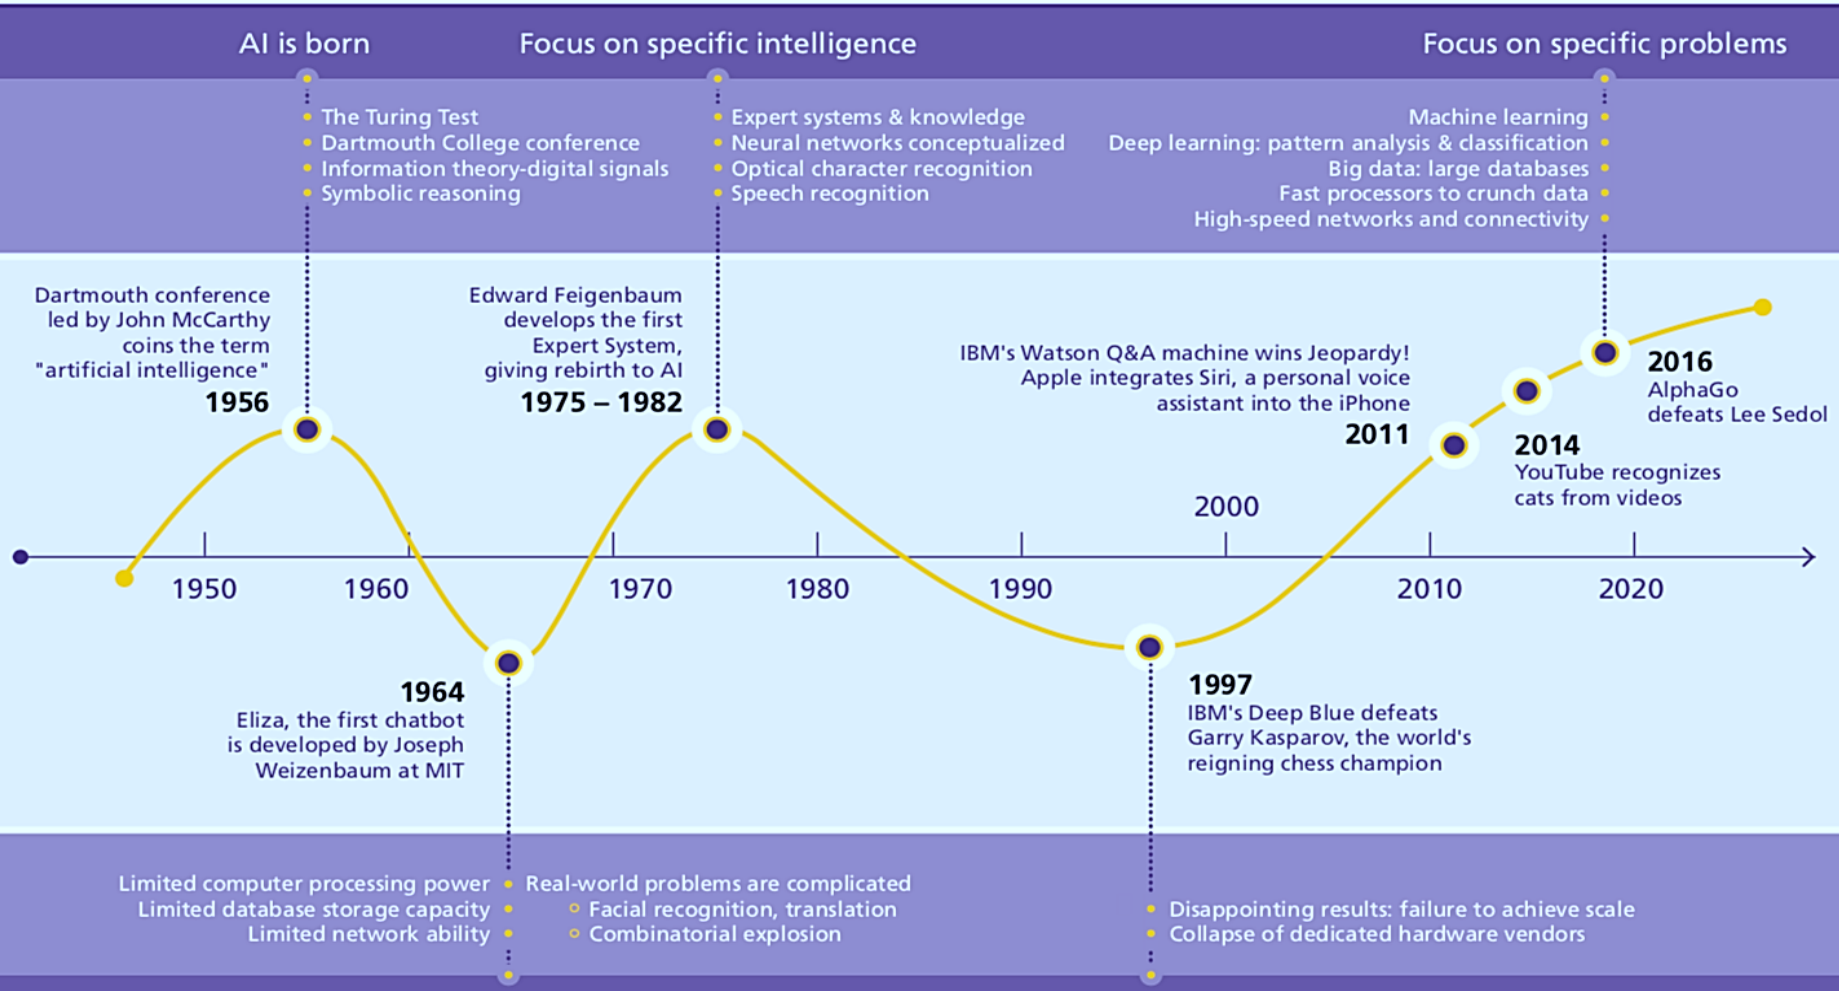 AI is born
Focus on specific intelligence
Focus on specific problems
The Turing Test
Dartmouth College conference
Information theory-digital signals
Symbolic reasoning
Expert systems & knowledge
Neural networks conceptualized
Optical character recognition
Speech recognition
Machine learning
Deep learning: pattern analysis & classification
Big data: large databases
Fast processors to crunch data
High-speed networks and connectivity
Dartmouth conference
led by John McCarthy
coins the term
"artificial intelligence"
1956
Edward Feigenbaum
develops the first
Expert System,
giving rebirth to AI
1975 – 1982
IBM's Watson Q&A machine wins Jeopardy!
Apple integrates Siri, a personal voice
assistant into the iPhone
2011
2016
AlphaGo
defeats Lee Sedol
2014
YouTube recognizes
cats from videos
1950
1960
1970
1980
1990
2000
2010
2020
1964
Eliza, the first chatbot
is developed by Joseph
Weizenbaum at MIT
1997
IBM's Deep Blue defeats
Garry Kasparov, the world's
reigning chess champion
Limited computer processing power
Limited database storage capacity
Limited network ability
Real-world problems are complicated
Facial recognition, translation
Combinatorial explosion
Disappointing results: failure to achieve scale
Collapse of dedicated hardware vendors